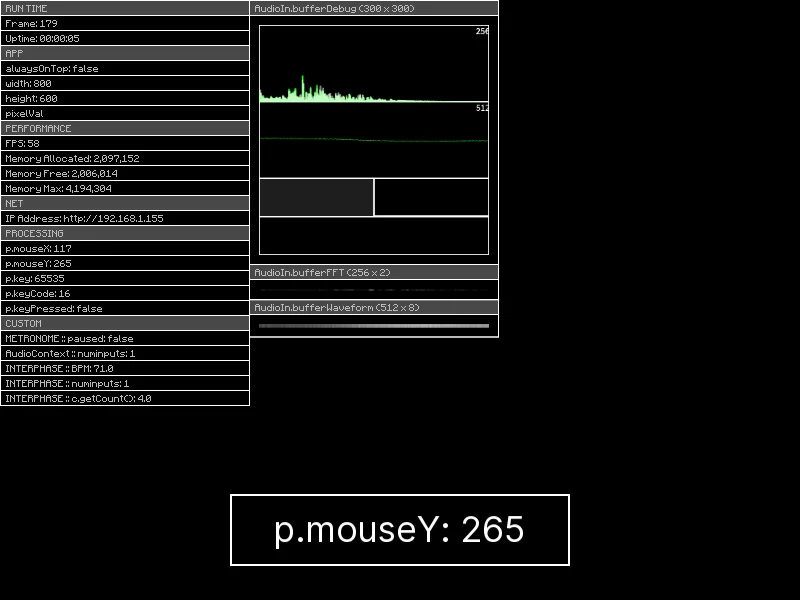 RUN TIME
Frame: 179
Uptime: 00:00:05
APP
alwaysOnTop: false
width: 800
height: 600
pixelVal
PERFORMANCE
FPS: 58
Memory Allocated: 2,097,152
Memory Free: 2,006,014
Memory Max: 4,194,304
NET
IP Address: http://192.168.1.155
PROCESSING
p.mouseX: 117
p.mouseY: 265
p.key: 65535
p.keyCode: 16
p.keyPressed: false
CUSTOM
METRONOME :: paused: false
AudioContext :: numinputs: 1
INTERPHASE :: BPM: 71.0
INTERPHASE :: numinputs: 1
INTERPHASE :: c.getCount(): 4.0
AudioIn.bufferDebug (300 x 300)
256
512
AudioIn.bufferFFT (256 x 2)
AudioIn.bufferWaveform (512 x 8)
p.mouseY: 265